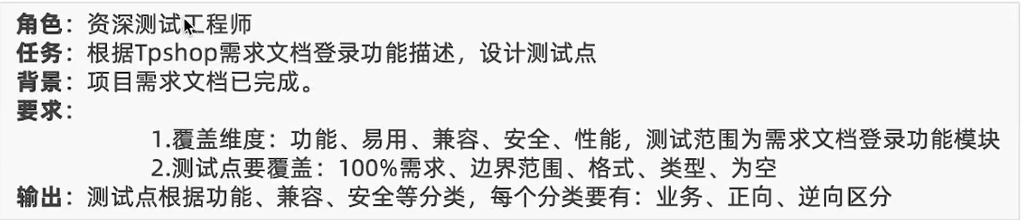 角色：资深测试工程师
任务：根据Tpshop需求文档登录功能描述，设计测试点
背景：项目需求文档已完成。
要求：
1.覆盖维度：功能、易用、兼容、安全、性能，测试范围为需求文档登录功能模块
2.测试点要覆盖：100%需求、边界范围、格式、类型、为空
输出：测试点根据功能、兼容、安全等分类，每个分类要有：业务、正向、逆向区分